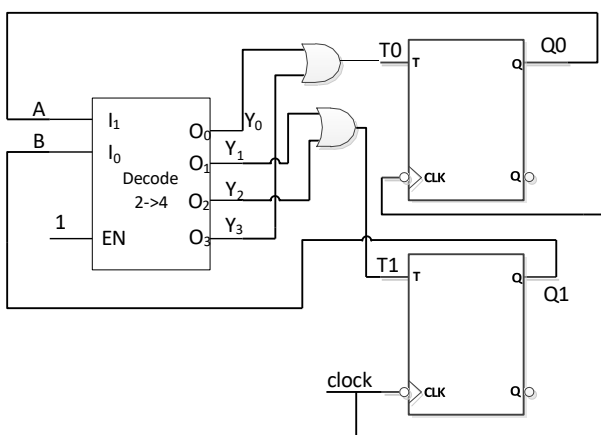 A
B
1
I₁
I₀
EN
Decode
2->4
O₀
O₁
O₂
O₃
Y₀
Y₁
Y₂
Y₃
T0
T
Q
Q0
CLK
Q
T1
T
Q
Q1
clock
CLK
Q